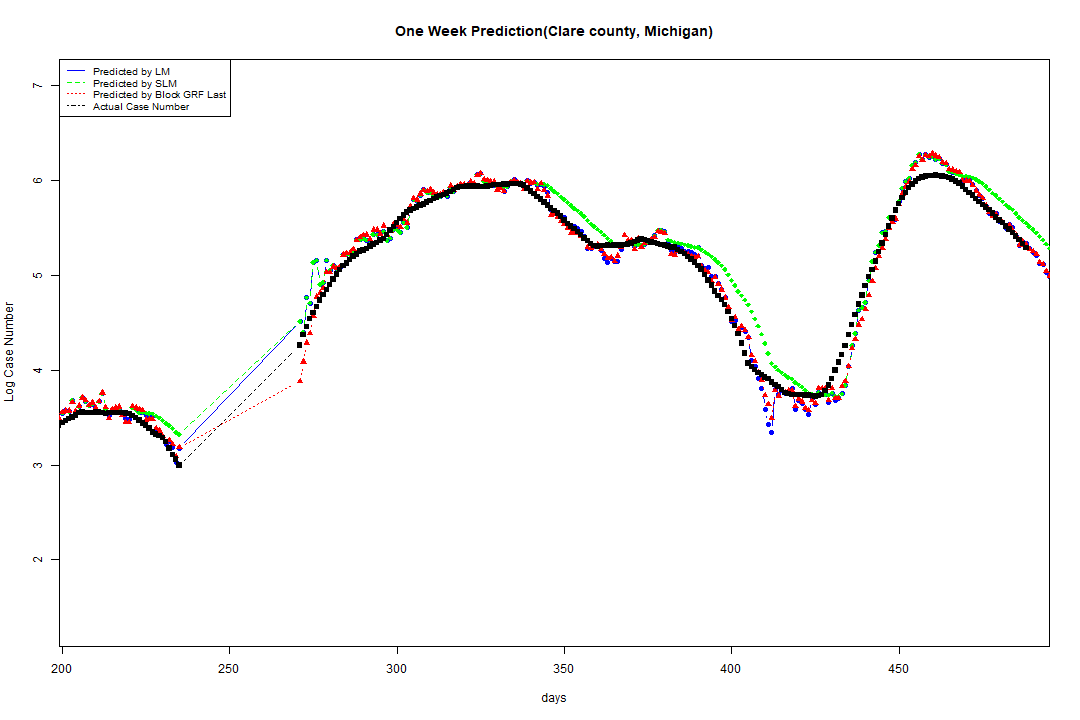 One Week Prediction(Clare county, Michigan)
Predicted by LM
Predicted by SLM
Predicted by Block GRF Last
Actual Case Number
7
6
5
4
3
2
Log Case Number
200 250 300 350 400 450
days